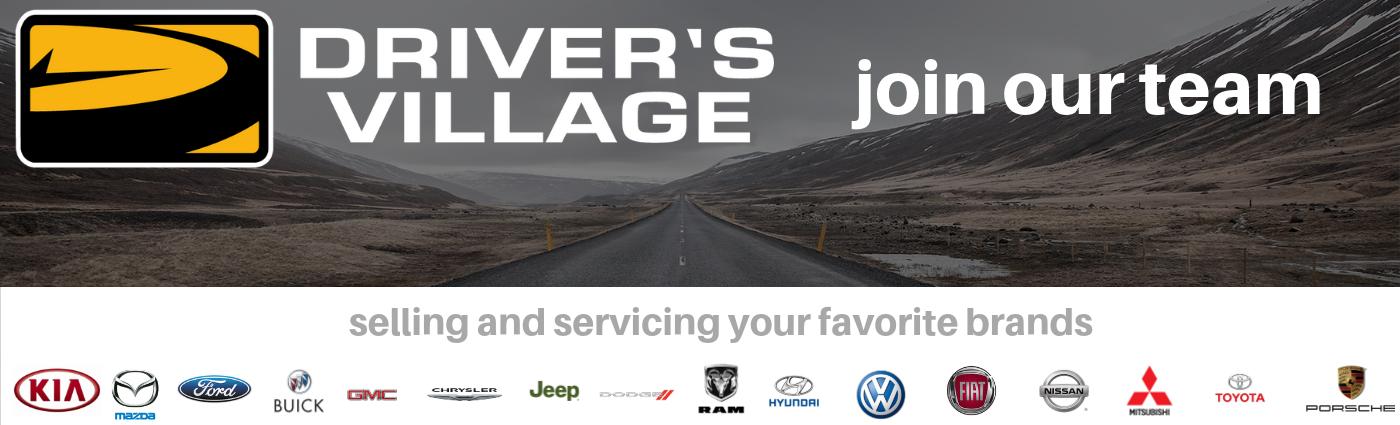 DRIVER'S
VILLAGE
join our team
selling and servicing your favorite brands
KIA
mazda
Ford
BUICK
GMC
CHRYSLER
Jeep
DODGE
RAM
HYUNDAI
VW
FIAT
NISSAN
MITSUBISHI
TOYOTA
PORSCHE